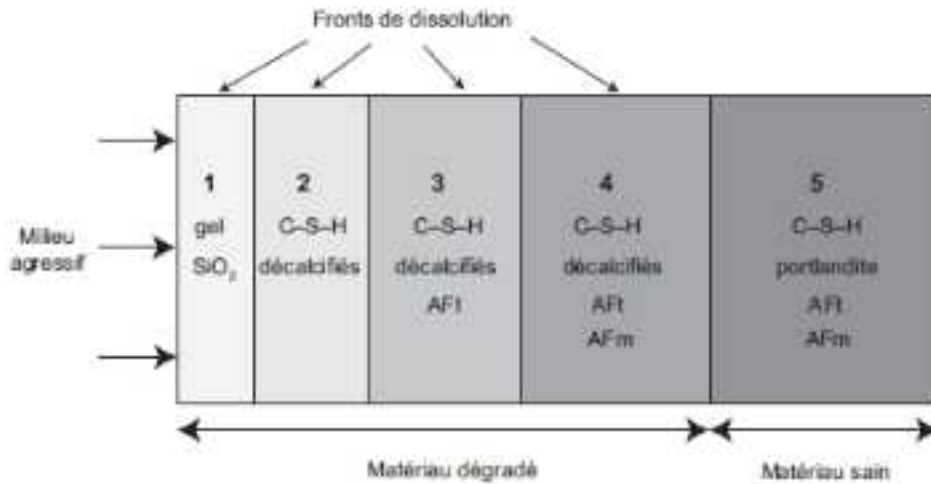 Fronts de dissolution
Milieu
agressif
1
gel
SiO₂
2
C–S–H
décalcifiés
3
C–S–H
décalcifiés
AFt
4
C–S–H
décalcifiés
AFt
AFm
5
C–S–H
portlandite
AFt
AFm
Matériau dégradé
Matériau sain